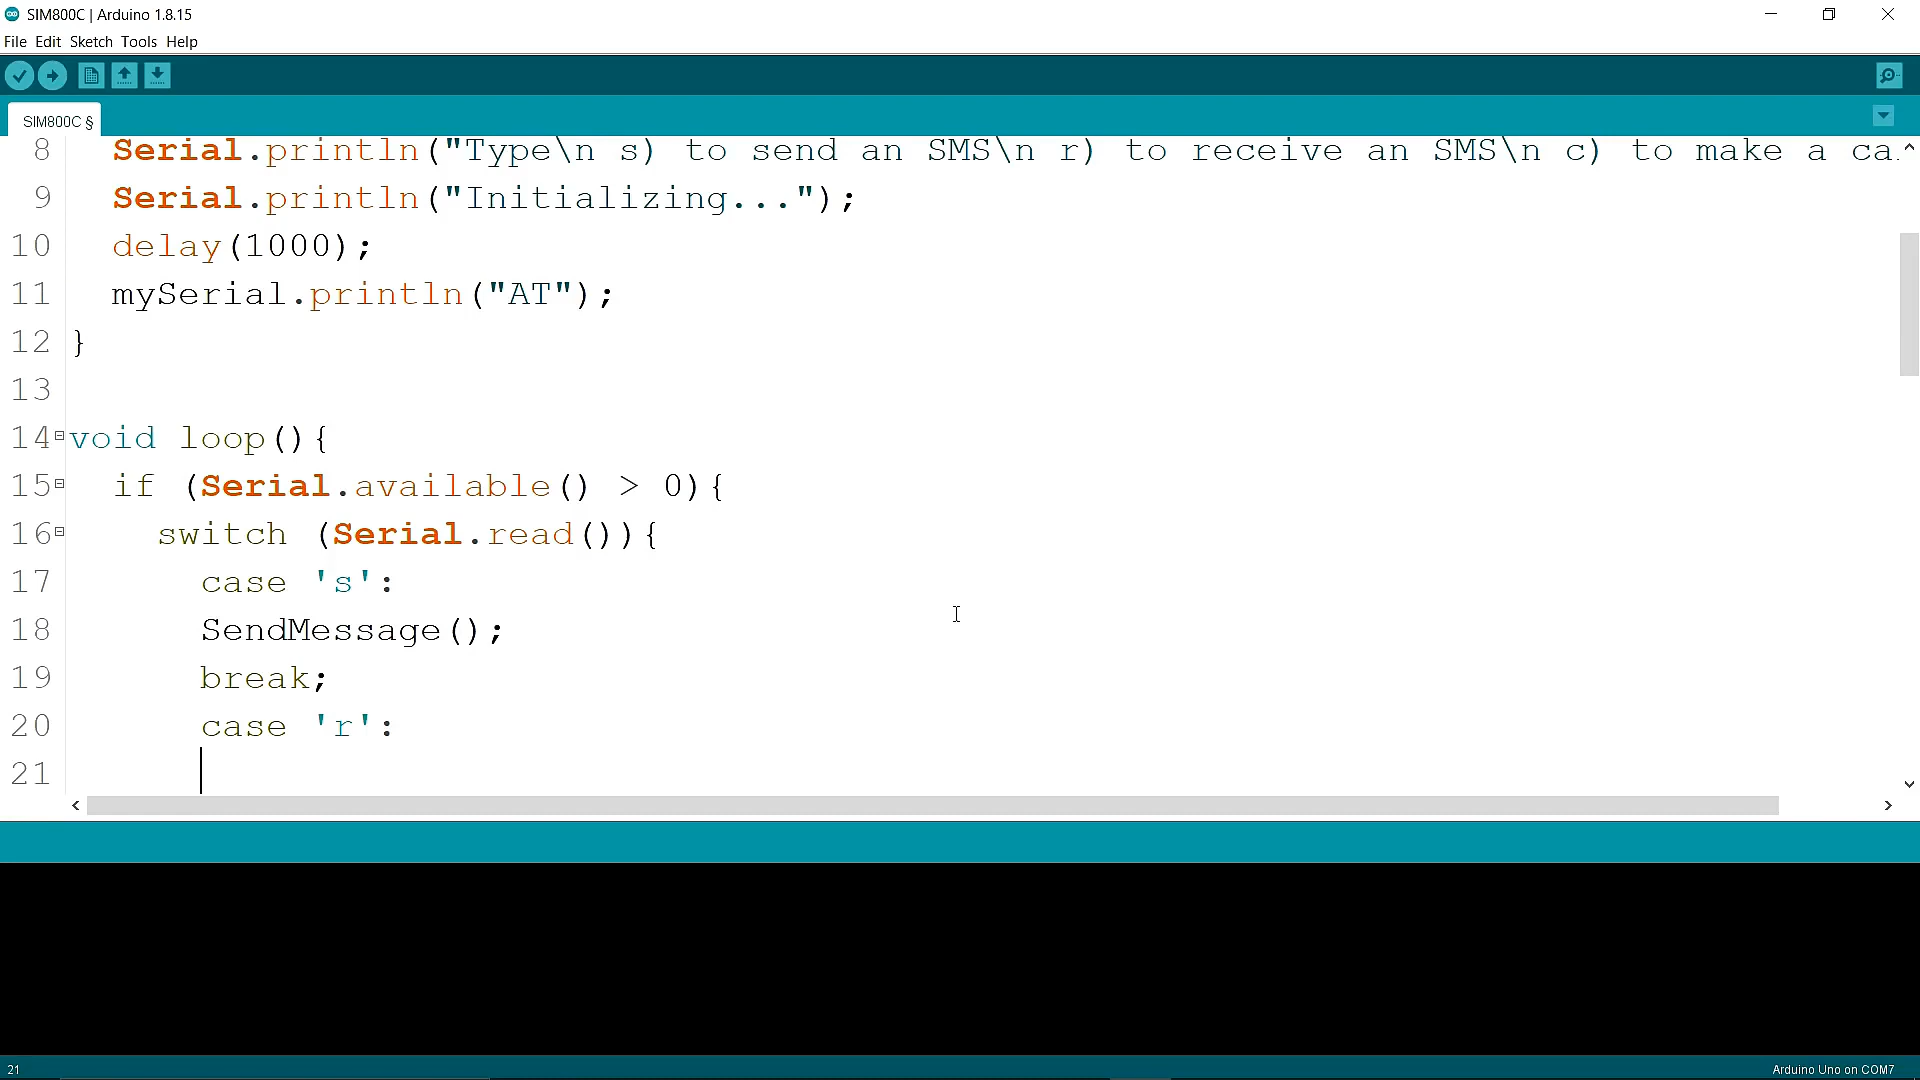 SIM800C | Arduino 1.8.15
File Edit Sketch Tools Help
SIM800C §
8 Serial.println("Type\n s) to send an SMS\n r) to receive an SMS\n c) to make a ca
9 Serial.println("Initializing...");
10 delay(1000);
11 mySerial.println("AT");
12 }
13
14 void loop(){
15 if (Serial.available() > 0){
16 switch (Serial.read()){
17 case 's':
18 SendMessage();
19 break;
20 case 'r':
21
21
Arduino Uno on COM7